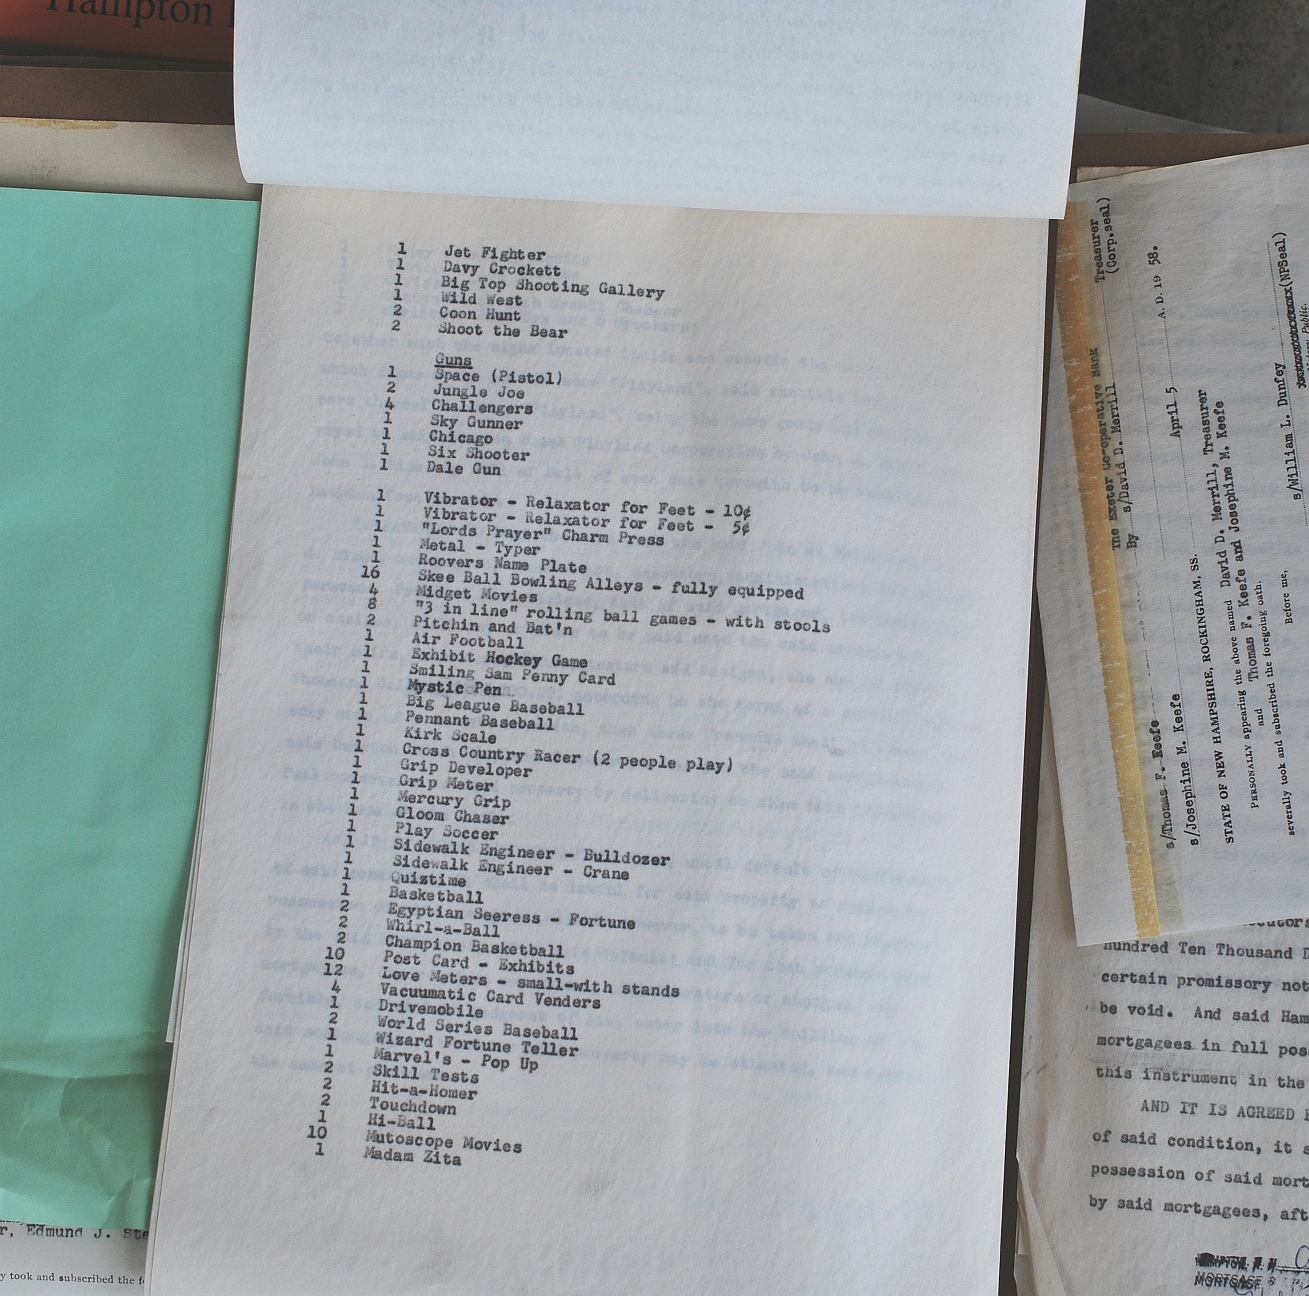 Hampton
1 Jet Fighter
1 Davy Crockett
1 Big Top Shooting Gallery
1 Wild West
2 Coon Hunt
2 Shoot the Bear
Guns
1 Space (Pistol)
2 Jungle Joe
4 Challengers
1 Sky Gunner
1 Chicago
1 Six Shooter
1 Dale Gun
1 Vibrator - Relaxator for Feet - 10¢
1 Vibrator - Relaxator for Feet - 5¢
1 "Lords Prayer" Charm Press
1 Metal - Typer
1 Roovers Name Plate
16 Skee Ball Bowling Alleys - fully equipped
4 Midget Movies
8 "3 in line" rolling ball games - with stools
2 Pitchin and Bat'n
1 Air Football
1 Exhibit Hockey Game
1 Smiling Sam Penny Card
1 Mystic Pen
1 Big League Baseball
1 Pennant Baseball
1 Kirk Scale
1 Cross Country Racer (2 people play)
1 Grip Developer
1 Grip Meter
1 Mercury Grip
1 Gloom Chaser
1 Play Soccer
1 Sidewalk Engineer - Bulldozer
1 Sidewalk Engineer - Crane
1 Quiztime
1 Basketball
2 Egyptian Seeress - Fortune
2 Whirl-a-Ball
2 Champion Basketball
10 Post Card - Exhibits
12 Love Meters - small-with stands
4 Vacuumatic Card Venders
1 Drivemobile
2 World Series Baseball
1 Wizard Fortune Teller
1 Marvel's - Pop Up
2 Skill Tests
2 Hit-a-Homer
2 Touchdown
1 Hi-Ball
10 Mutoscope Movies
1 Madam Zita
The Exeter Co-operative Bank
By s/David D. Merrill Treasurer
(Corp.seal)
s/Thomas F. Keefe
s/Josephine M. Keefe
April 5 A. D. 19 58.
STATE OF NEW HAMPSHIRE, ROCKINGHAM, SS.
PERSONALLY appearing the above named David D. Merrill, Treasurer
and Thomas F. Keefe and Josephine M. Keefe
severally took and subscribed the foregoing oath.
Before me,
s/William L. Dunfey (NPSeal)
Public.
hundred Ten Thousand
certain promissory
be void. And said
mortgagees in full
this instrument in the
AND IT IS AGREED
of said condition, it
possession of said
by said mortgagees,
MORTGAGE
Edmund J.
took and subscribed the